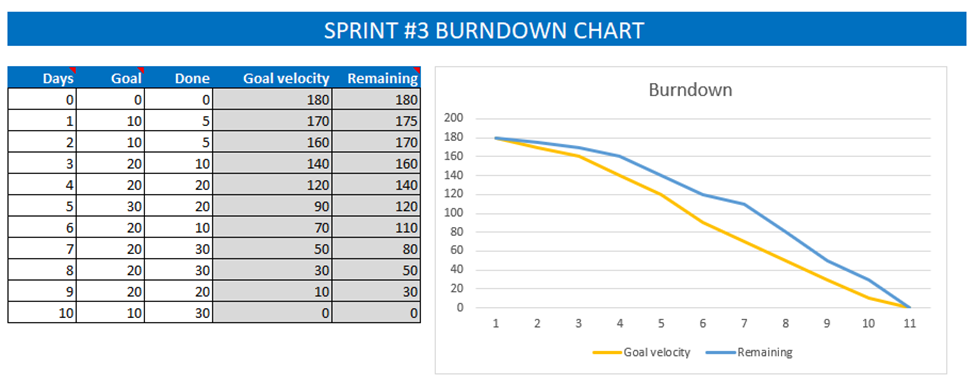 SPRINT #3 BURNDOWN CHART
Days Goal Done Goal velocity Remaining
0 0 0 180 180
1 10 5 170 175
2 10 5 160 170
3 20 10 140 160
4 20 20 120 140
5 30 20 90 120
6 20 10 70 110
7 20 30 50 80
8 20 30 30 50
9 20 20 10 30
10 10 30 0 0
Burndown
200
180
160
140
120
100
80
60
40
20
0
1 2 3 4 5 6 7 8 9 10 11
Goal velocity Remaining